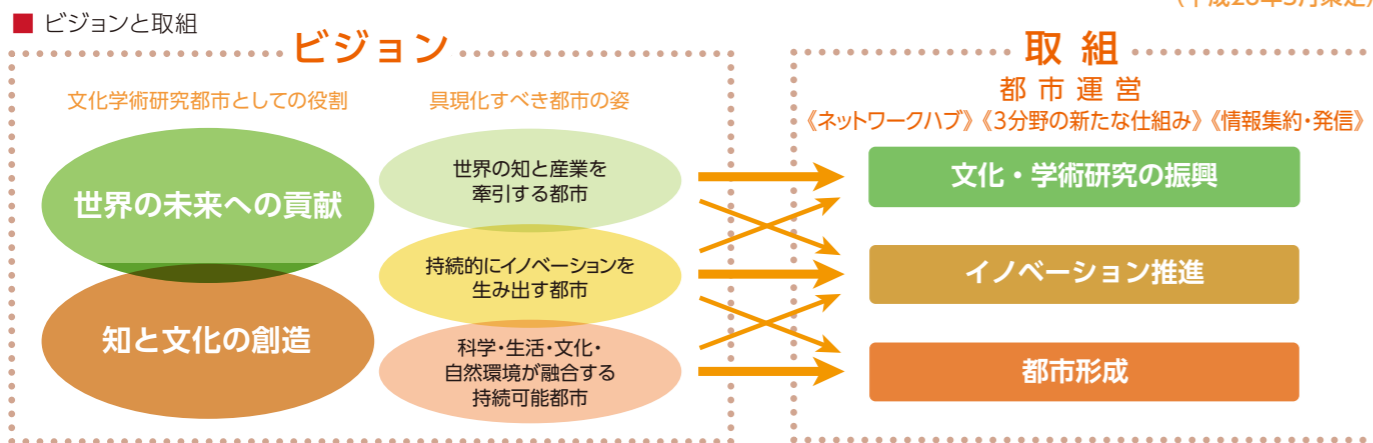 ■ ビジョンと取組
ビジョン
文化学術研究都市としての役割
具現化すべき都市の姿
世界の未来への貢献
知と文化の創造
世界の知と産業を
牽引する都市
持続的にイノベーションを
生み出す都市
科学・生活・文化・
自然環境が融合する
持続可能都市
取組
都市運営
《ネットワークハブ》《3分野の新たな仕組み》《情報集約・発信》
文化・学術研究の振興
イノベーション推進
都市形成